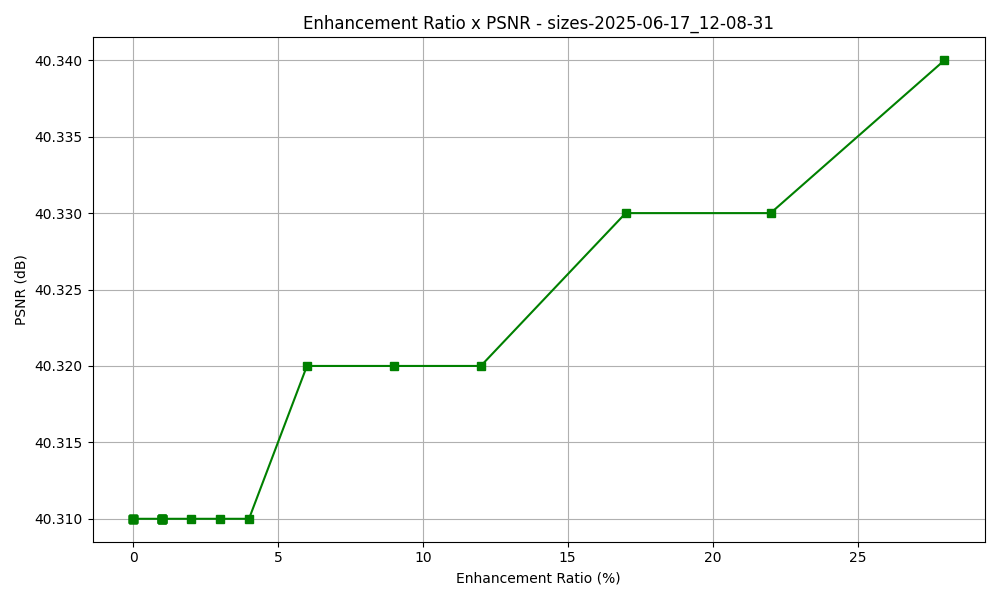 Enhancement Ratio x PSNR - sizes-2025-06-17_12-08-31
40.340
40.335
40.330
40.325
40.320
40.315
40.310
PSNR (dB)
0 5 10 15 20 25
Enhancement Ratio (%)